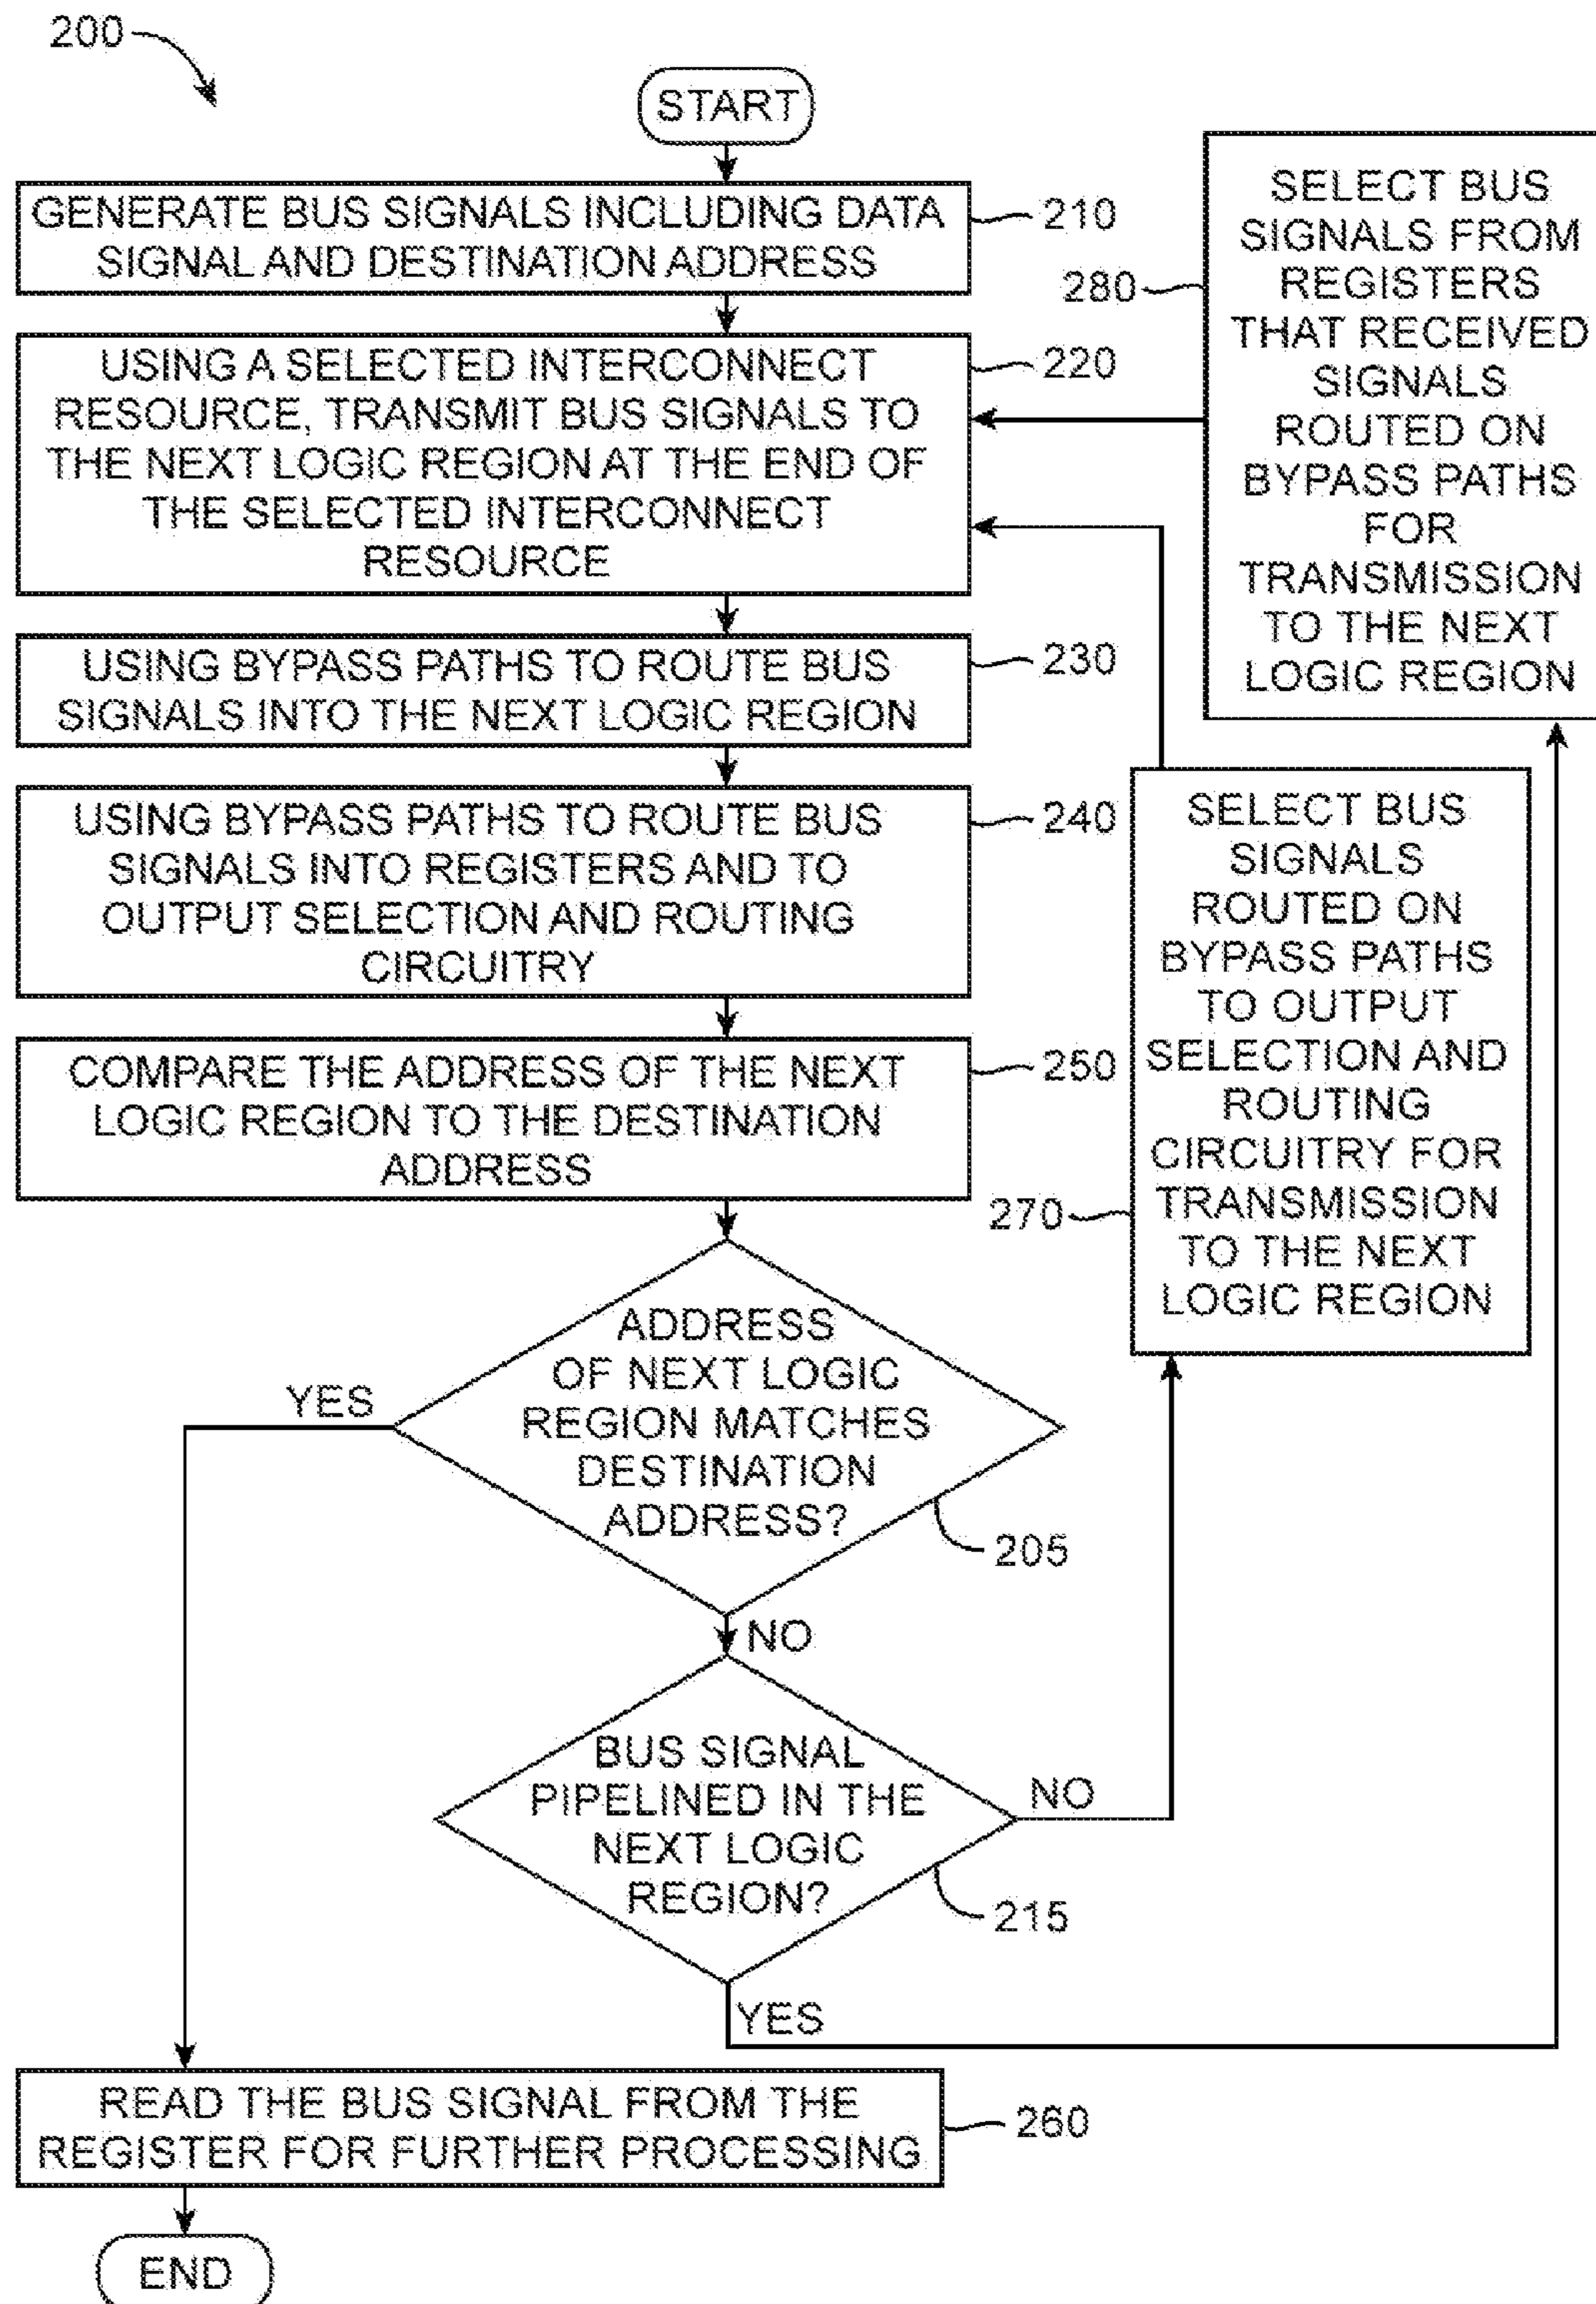 200
START
GENERATE BUS SIGNALS INCLUDING DATA
SIGNAL AND DESTINATION ADDRESS
210
USING A SELECTED INTERCONNECT
RESOURCE, TRANSMIT BUS SIGNALS TO
THE NEXT LOGIC REGION AT THE END OF
THE SELECTED INTERCONNECT
RESOURCE
220
USING BYPASS PATHS TO ROUTE BUS
SIGNALS INTO THE NEXT LOGIC REGION
230
USING BYPASS PATHS TO ROUTE BUS
SIGNALS INTO REGISTERS AND TO
OUTPUT SELECTION AND ROUTING
CIRCUITRY
240
COMPARE THE ADDRESS OF THE NEXT
LOGIC REGION TO THE DESTINATION
ADDRESS
250
ADDRESS
OF NEXT LOGIC
REGION MATCHES
DESTINATION
ADDRESS?
205
YES
NO
BUS SIGNAL
PIPELINED IN THE
NEXT LOGIC
REGION?
215
NO
YES
SELECT BUS
SIGNALS
ROUTED ON
BYPASS PATHS
TO OUTPUT
SELECTION AND
ROUTING
CIRCUITRY FOR
TRANSMISSION
TO THE NEXT
LOGIC REGION
270
SELECT BUS
SIGNALS FROM
REGISTERS
THAT RECEIVED
SIGNALS
ROUTED ON
BYPASS PATHS
FOR
TRANSMISSION
TO THE NEXT
LOGIC REGION
280
READ THE BUS SIGNAL FROM THE
REGISTER FOR FURTHER PROCESSING
260
END